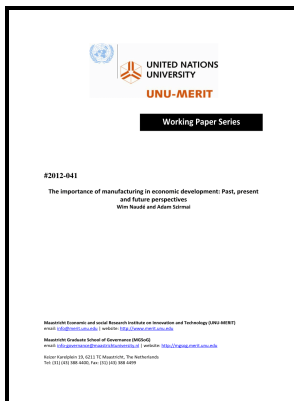 UNITED NATIONS
UNIVERSITY
UNU-MERIT
Working Paper Series
#2012-041
The importance of manufacturing in economic development: Past, present
and future perspectives
Wim Naudé and Adam Szirmai
Maastricht Economic and social Research Institute on Innovation and Technology (UNU-MERIT)
email: info@merit.unu.edu | website: http://www.merit.unu.edu
Maastricht Graduate School of Governance (MGSoG)
email: info-governance@maastrichtuniversity.nl | website: http://mgsog.merit.unu.edu
Keizer Karelplein 19, 6211 TC Maastricht, The Netherlands
Tel: (31) (43) 388 4400, Fax: (31) (43) 388 4499